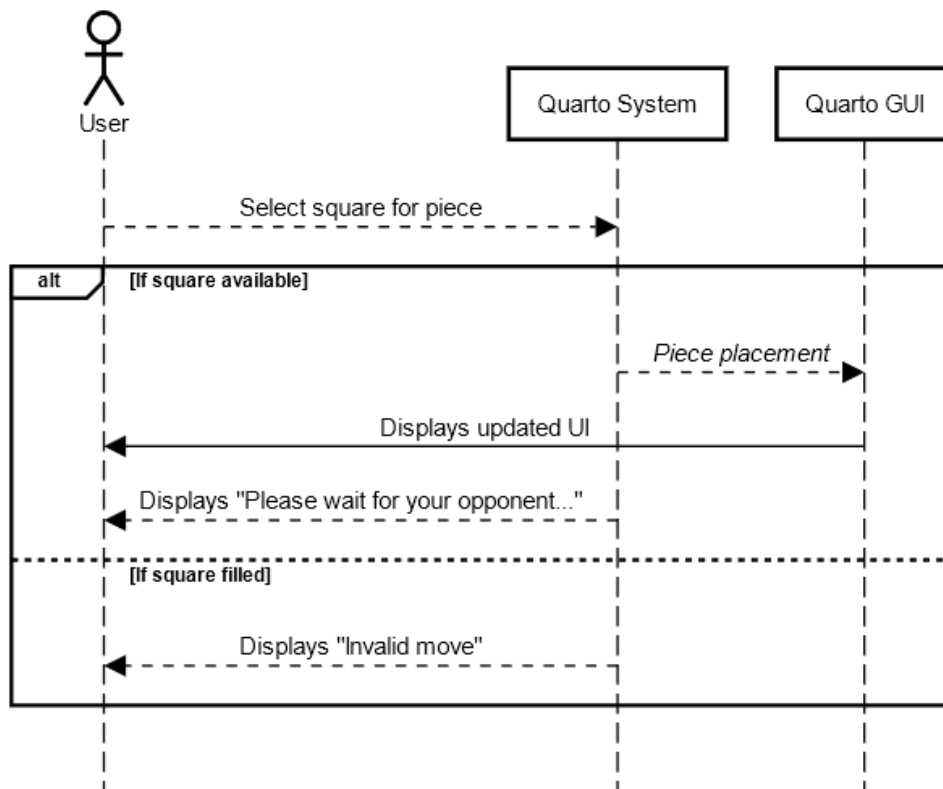 User
Quarto System
Quarto GUI
Select square for piece
alt
[If square available]
Piece placement
Displays updated UI
Displays "Please wait for your opponent..."
[If square filled]
Displays "Invalid move"